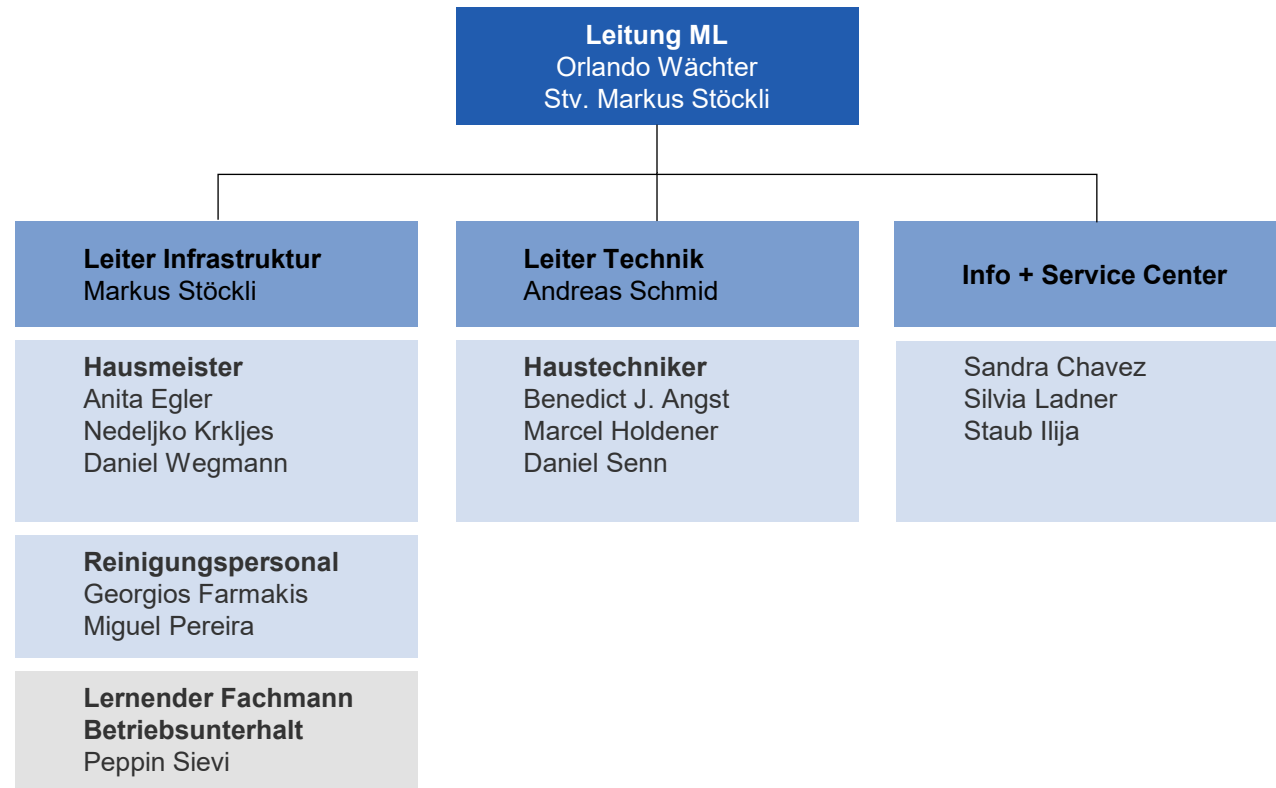 Leitung ML
Orlando Wächter
Stv. Markus Stöckli
Leiter Infrastruktur
Markus Stöckli
Hausmeister
Anita Egler
Nedeljko Krkljes
Daniel Wegmann
Reinigungspersonal
Georgios Farmakis
Miguel Pereira
Lernender Fachmann
Betriebsunterhalt
Peppin Sievi
Leiter Technik
Andreas Schmid
Haustechniker
Benedict J. Angst
Marcel Holdener
Daniel Senn
Info + Service Center
Sandra Chavez
Silvia Ladner
Staub Ilija